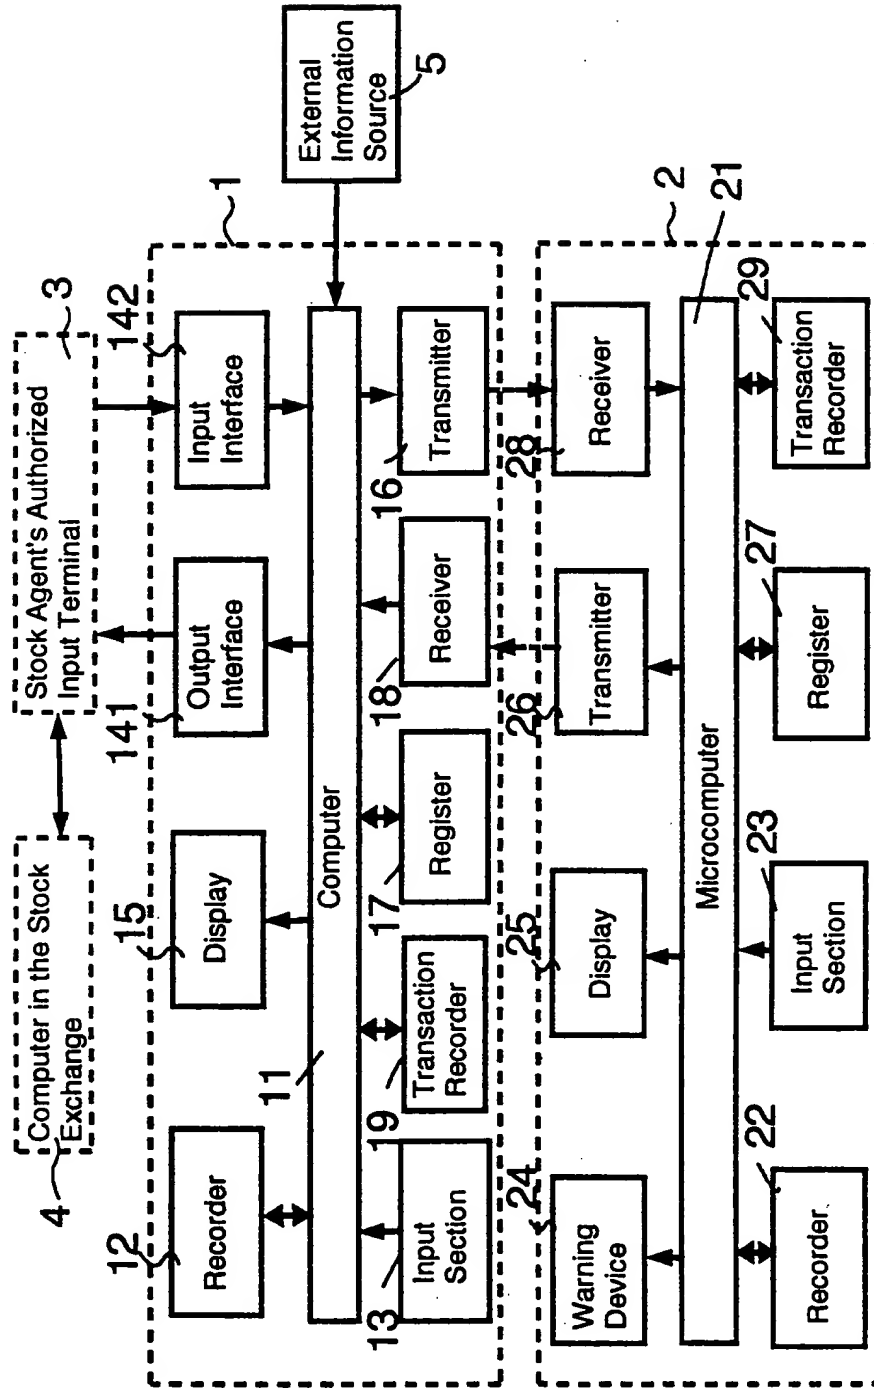 4
Computer in the Stock
Exchange
3
Stock Agent's Authorized
Input Terminal
1
12
Recorder
15
Display
141
Output
Interface
142
Input
Interface
External
Information
Source
5
11
Computer
13
Input
Section
19
Transaction
Recorder
17
Register
18
Receiver
16
Transmitter
2
24
Warning
Device
25
Display
26
Transmitter
28
Receiver
21
Microcomputer
22
Recorder
23
Input
Section
27
Register
29
Transaction
Recorder